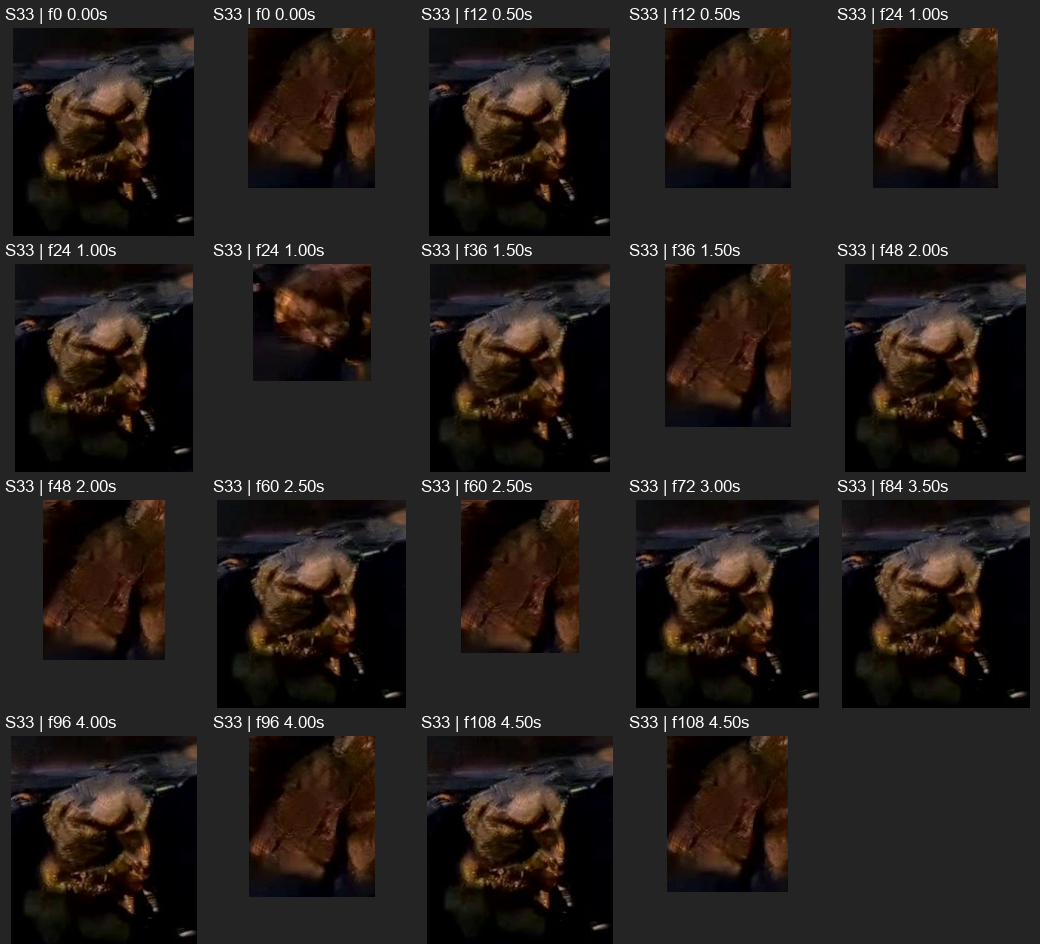 S33 | f0 0.00s
S33 | f0 0.00s
S33 | f12 0.50s
S33 | f12 0.50s
S33 | f24 1.00s
S33 | f24 1.00s
S33 | f24 1.00s
S33 | f36 1.50s
S33 | f36 1.50s
S33 | f48 2.00s
S33 | f48 2.00s
S33 | f60 2.50s
S33 | f60 2.50s
S33 | f72 3.00s
S33 | f84 3.50s
S33 | f96 4.00s
S33 | f96 4.00s
S33 | f108 4.50s
S33 | f108 4.50s